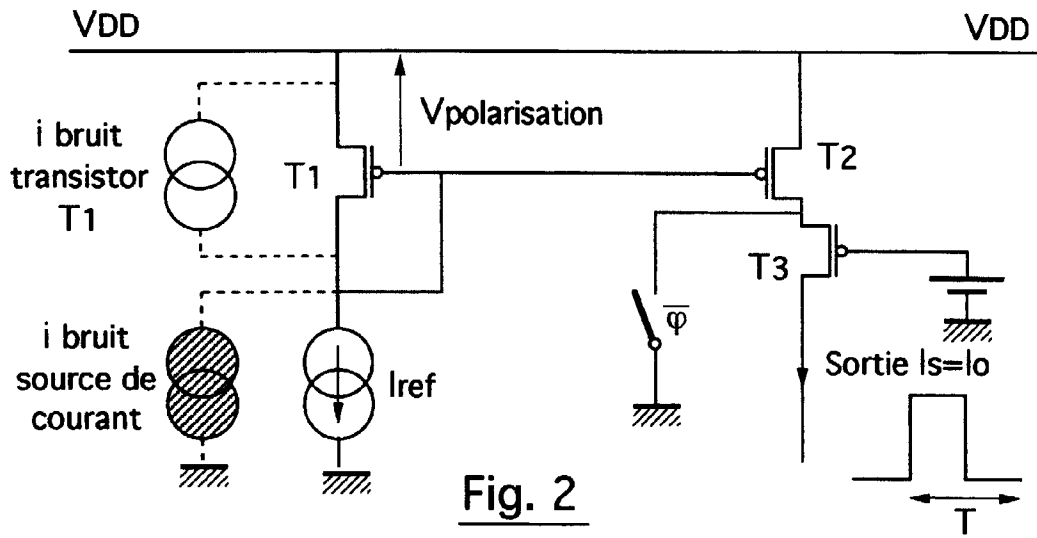 VDD
VDD
Vpolarisation
i bruit
transistor
T1
T1
T2
T3
i bruit
source de
courant
Iref
φ̅
Sortie Is=Io
T
Fig. 2